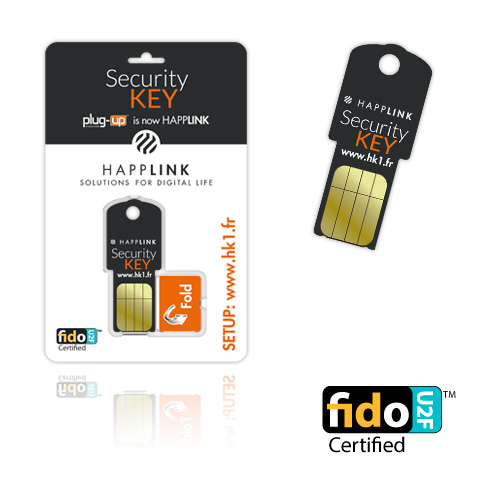 Security
KEY
plug-up is now HAPPLINK
HAPPLINK
SOLUTIONS FOR DIGITAL LIFE
HAPPLINK
Security
KEY
www.hk1.fr
Fold
SETUP: www.hk1.fr
fido U2F
Certified
HAPPLINK
Security
KEY
www.hk1.fr
fido U2F ™
Certified